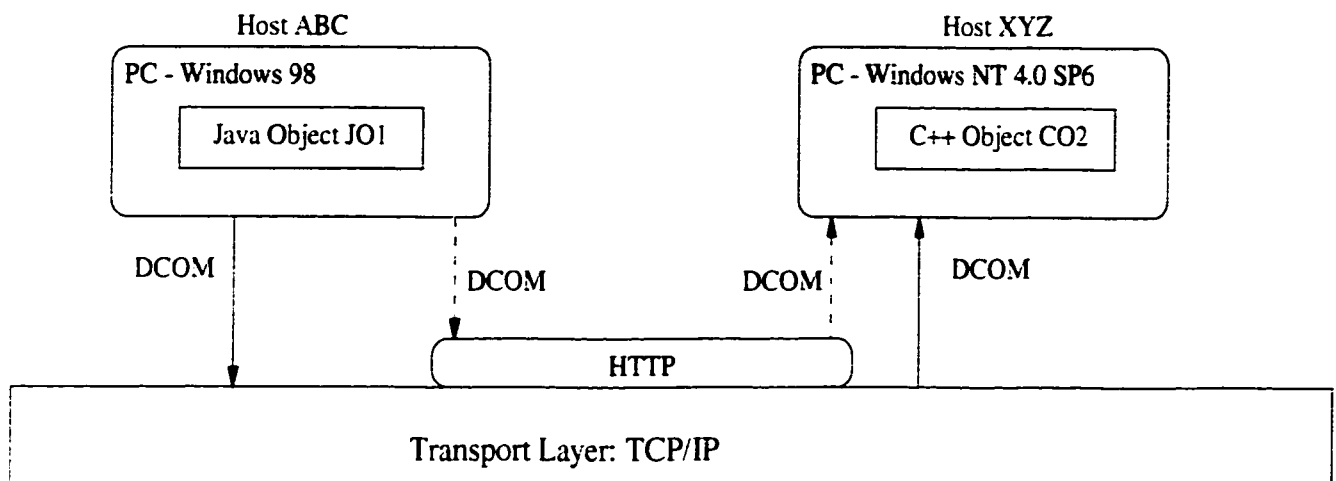 Host ABC
Host XYZ
PC - Windows 98
PC - Windows NT 4.0 SP6
Java Object JO1
C++ Object CO2
DCOM
DCOM
DCOM
DCOM
HTTP
Transport Layer: TCP/IP